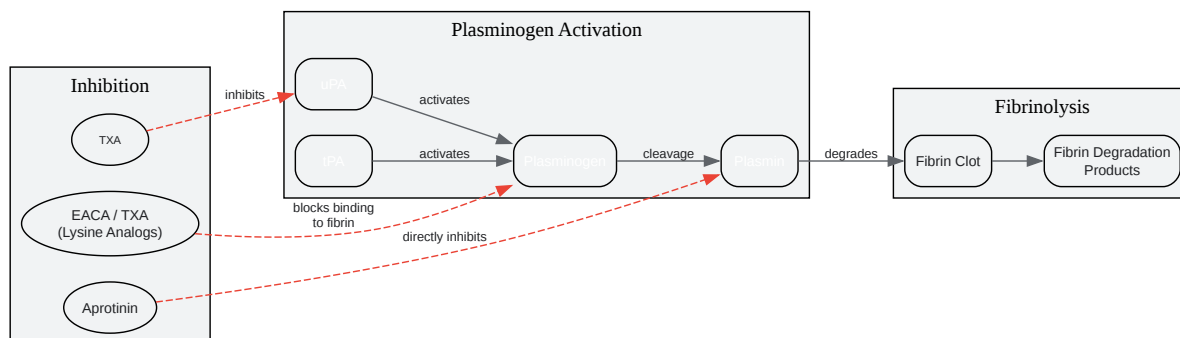 Inhibition
TXA
EACA / TXA
(Lysine Analogs)
Aprotinin
inhibits
blocks binding
to fibrin
directly inhibits
Plasminogen Activation
uPA
tPA
activates
activates
Plasminogen
cleavage
Plasmin
degrades
Fibrinolysis
Fibrin Clot
Fibrin Degradation
Products